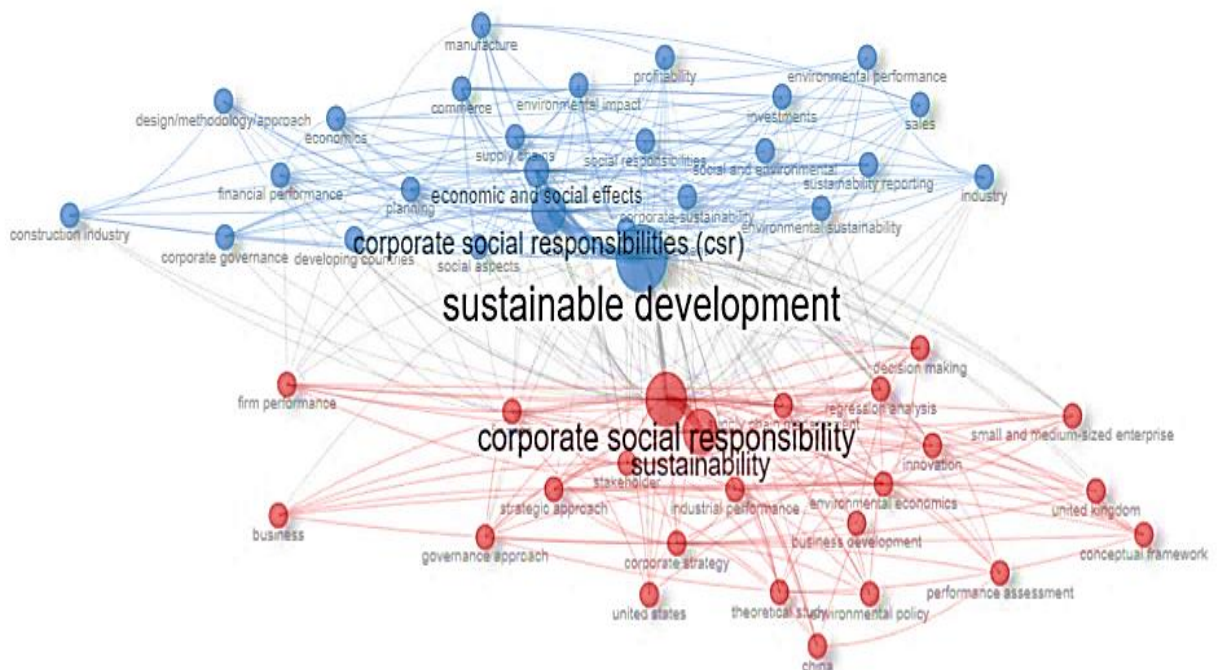 manufacture
profitability
environmental performance
commerce
environmental impact
investments
design/methodology/approach
sales
economics
supply chains
social responsibilities
social and environmental
sustainability reporting
financial performance
planning
economic and social effects
industry
corporate sustainability
environmental sustainability
construction industry
corporate governance
developing countries
corporate social responsibilities (csr)
social aspects
sustainable development
decision making
firm performance
regression analysis
supply chain management
small and medium-sized enterprise
corporate social responsibility
innovation
sustainability
stakeholder
strategic approach
industrial performance
environmental economics
united kingdom
business
business development
governance approach
corporate strategy
conceptual framework
performance assessment
united states
theoretical study
environmental policy
china